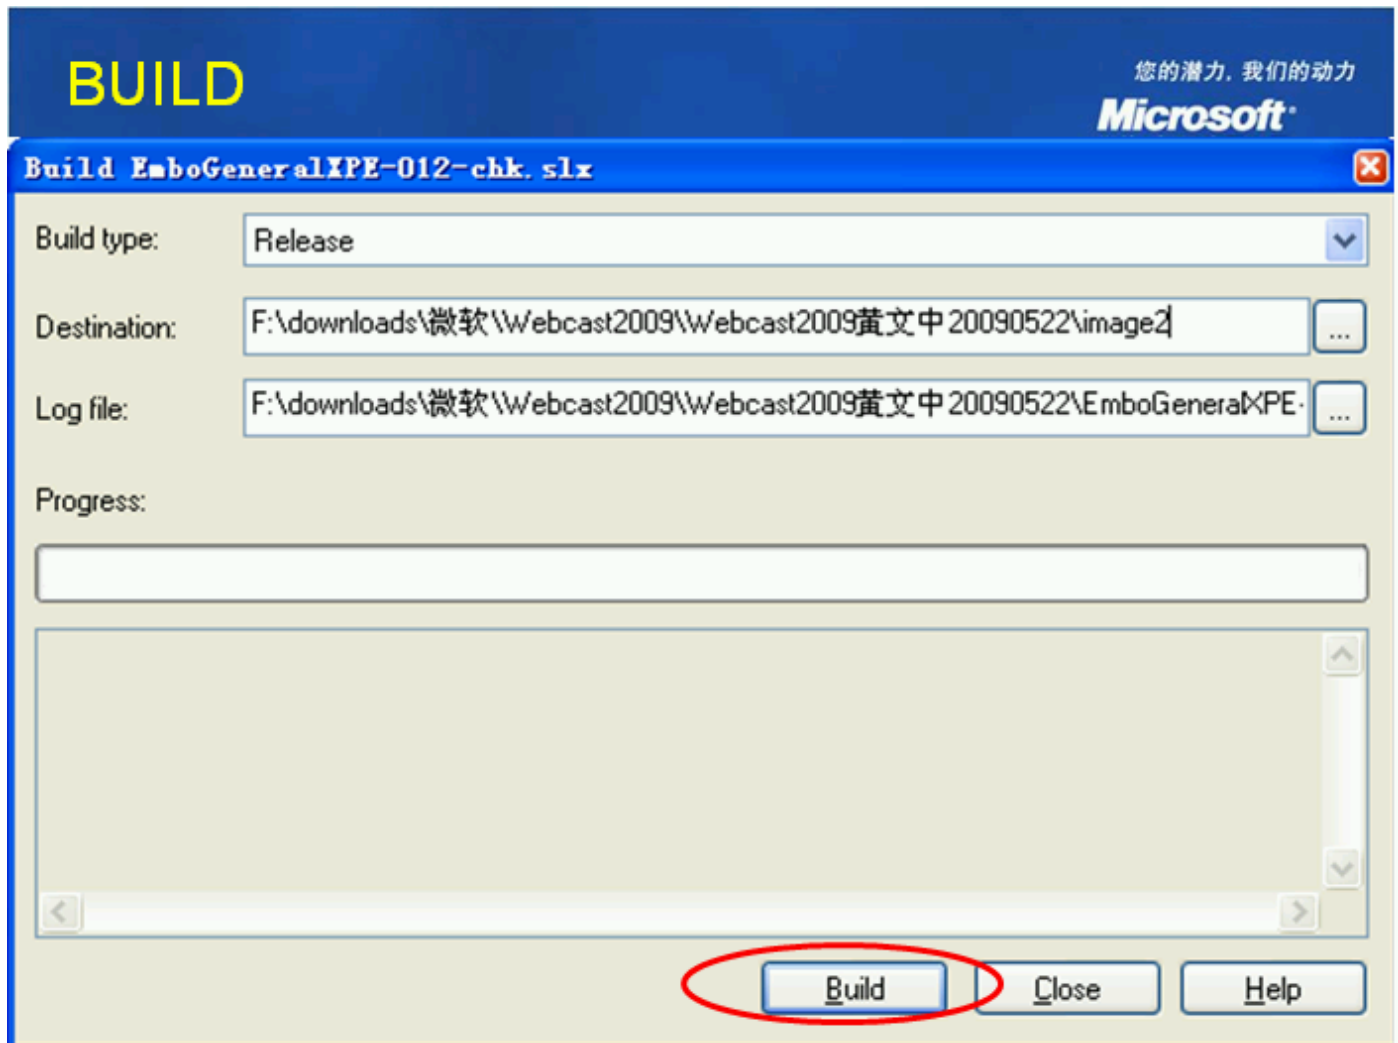 BUILD
您的潜力，我们的动力
Microsoft
Build EmboGeneralXPE-012-chk.slx
Build type:
Release
Destination:
F:\downloads\微软\Webcast2009\Webcast2009黄文中20090522\image2
...
Log file:
F:\downloads\微软\Webcast2009\Webcast2009黄文中20090522\EmboGeneralXPE-
...
Progress:
Build
Close
Help